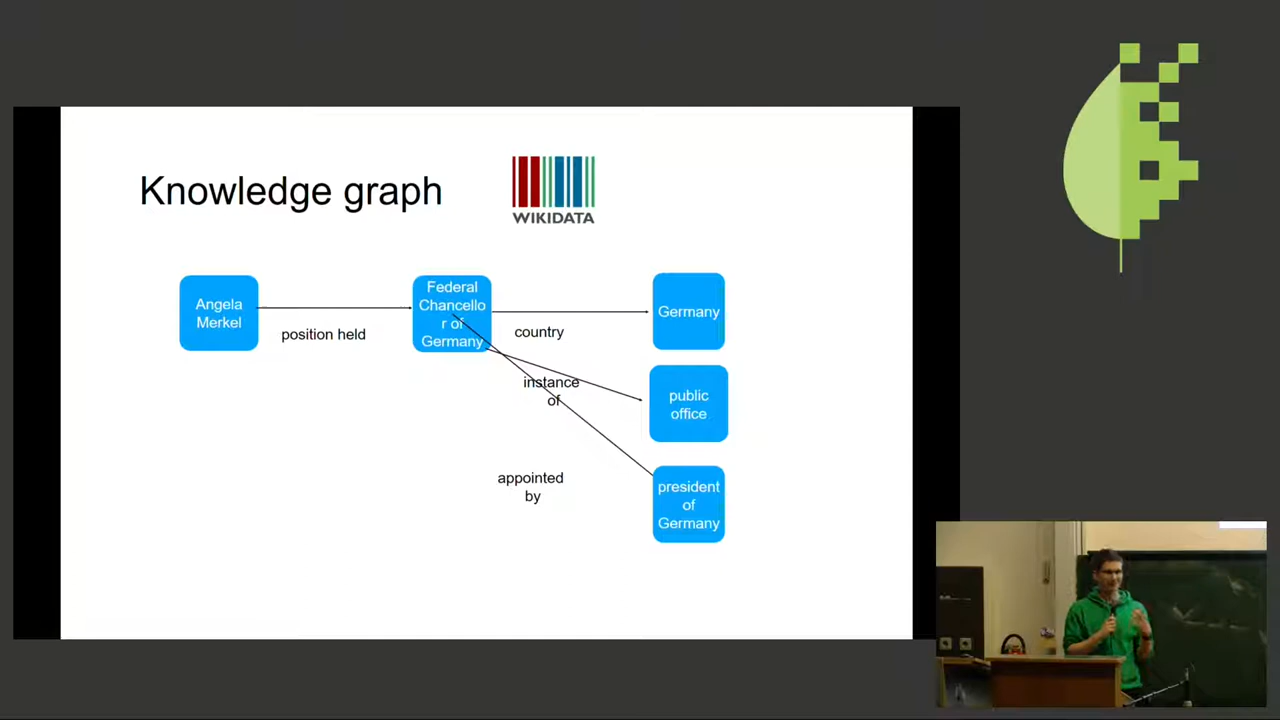 Knowledge graph
WIKIDATA
Angela
Merkel
position held
Federal
Chancello
r of
Germany
country
Germany
instance
of
public
office
appointed
by
president
of
Germany